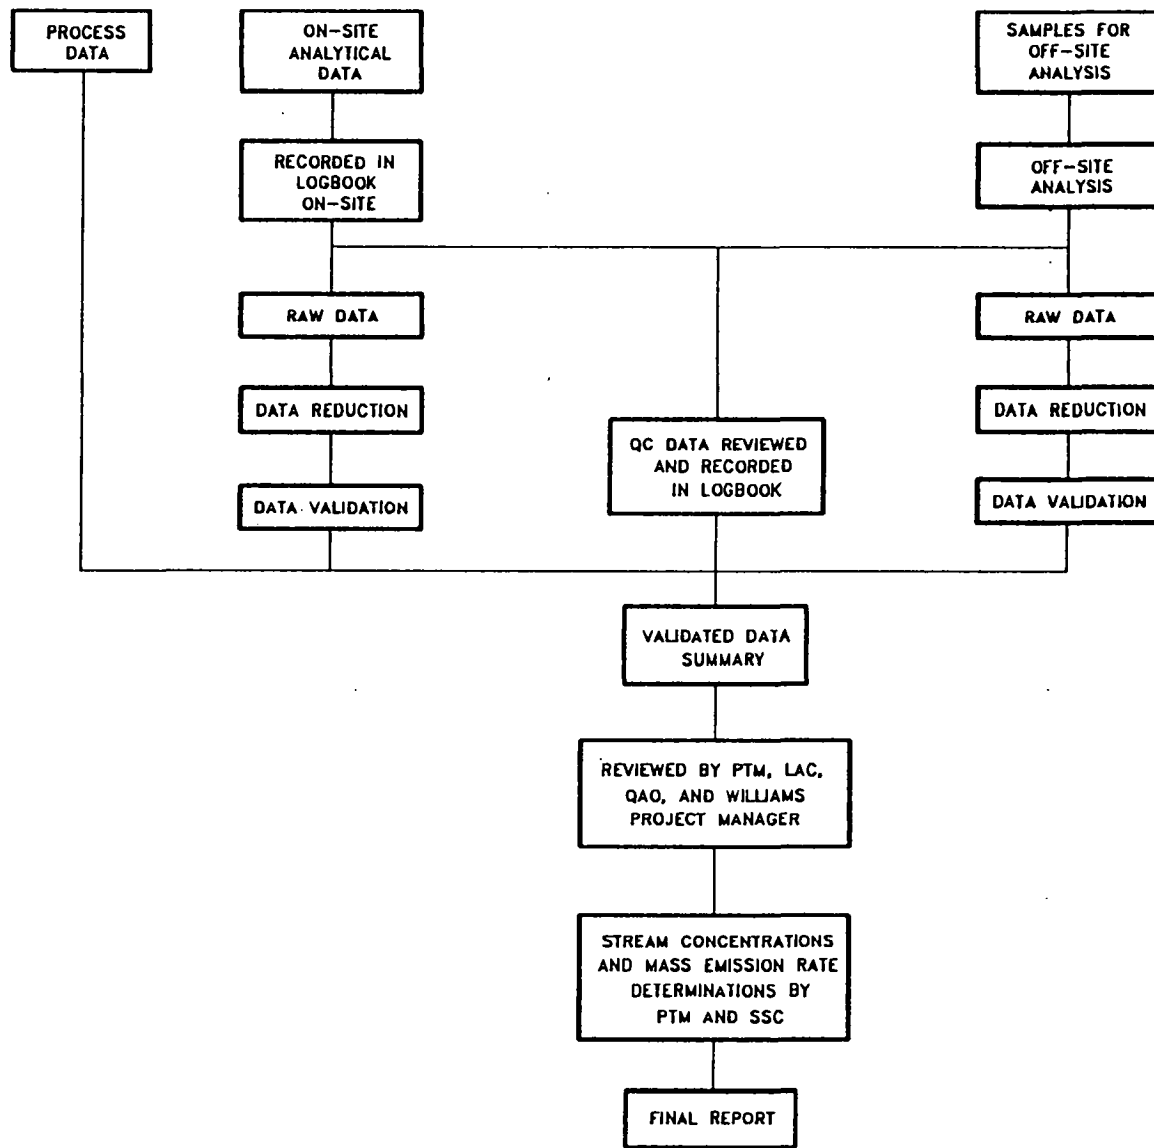 PROCESS
DATA
ON-SITE
ANALYTICAL
DATA
SAMPLES FOR
OFF-SITE
ANALYSIS
RECORDED IN
LOGBOOK
ON-SITE
OFF-SITE
ANALYSIS
RAW DATA
RAW DATA
DATA REDUCTION
DATA REDUCTION
QC DATA REVIEWED
AND RECORDED
IN LOGBOOK
DATA VALIDATION
DATA VALIDATION
VALIDATED DATA
SUMMARY
REVIEWED BY PTM, LAC,
QAO, AND WILLIAMS
PROJECT MANAGER
STREAM CONCENTRATIONS
AND MASS EMISSION RATE
DETERMINATIONS BY
PTM AND SSC
FINAL REPORT